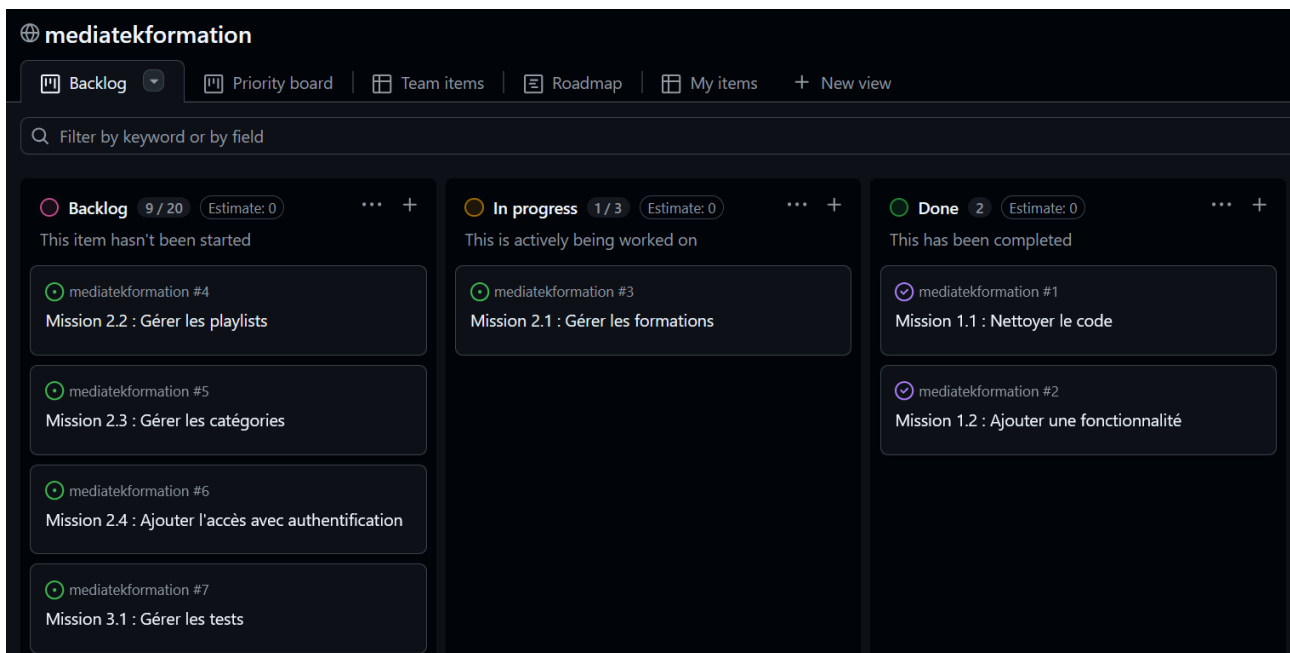 mediatekformation
Backlog
Priority board
Team items
Roadmap
My items
+ New view
Filter by keyword or by field
Backlog 9 / 20 Estimate: 0 ... +
This item hasn't been started
mediatekformation #4
Mission 2.2 : Gérer les playlists
mediatekformation #5
Mission 2.3 : Gérer les catégories
mediatekformation #6
Mission 2.4 : Ajouter l'accès avec authentification
mediatekformation #7
Mission 3.1 : Gérer les tests
In progress 1 / 3 Estimate: 0 ... +
This is actively being worked on
mediatekformation #3
Mission 2.1 : Gérer les formations
Done 2 Estimate: 0 ... +
This has been completed
mediatekformation #1
Mission 1.1 : Nettoyer le code
mediatekformation #2
Mission 1.2 : Ajouter une fonctionnalité